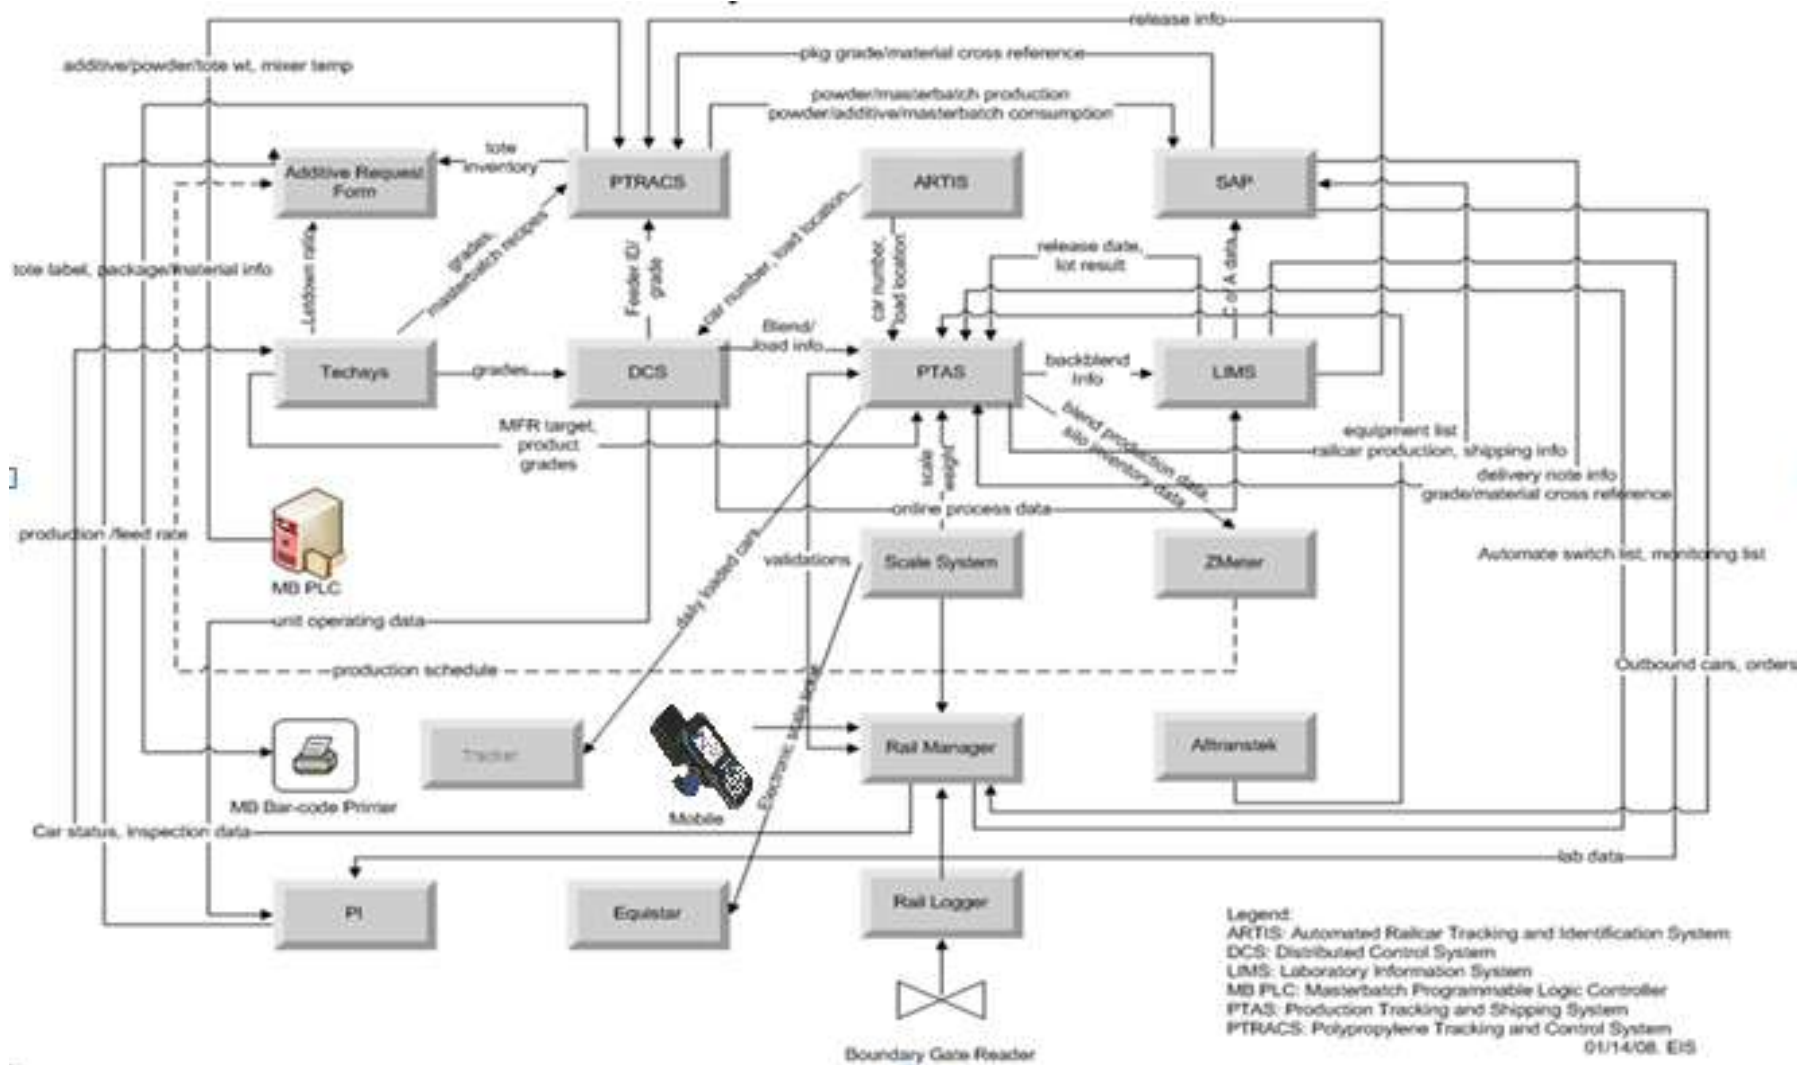 release info
pkg grade/material cross reference
additive/powder/tote wt, mixer temp
powder/masterbatch production
powder/additive/masterbatch consumption
tote
inventory
Additive Request
Form
PTRACS
ARTIS
SAP
grades,
masterbatch recipes
car number, load location
car number,
load location
release date,
lot result
C of A data
Letdown ratio
Feeder ID/
grade
tote label, package/material info
Blend/
load info
Techsys
grades
DCS
PTAS
backblend
Info
LIMS
MFR target,
product
grades
blend production data,
silo inventory data
equipment list
railcar production, shipping info
scale
weight
delivery note info
grade/material cross reference
online process data
production /feed rate
daily loaded cars
validations
Scale System
ZMeter
Automate switch list, monitoring list
MB PLC
unit operating data
production schedule
Outbound cars, orders
Electronic scale ticket
Tracker
Rail Manager
Alltranstek
MB Bar-code Printer
Mobile
Car status, inspection data
lab data
PI
Equistar
Rail Logger
Boundary Gate Reader
Legend:
ARTIS: Automated Railcar Tracking and Identification System
DCS: Distributed Control System
LIMS: Laboratory Information System
MB PLC: Masterbatch Programmable Logic Controller
PTAS: Production Tracking and Shipping System
PTRACS: Polypropylene Tracking and Control System
01/14/08. EIS